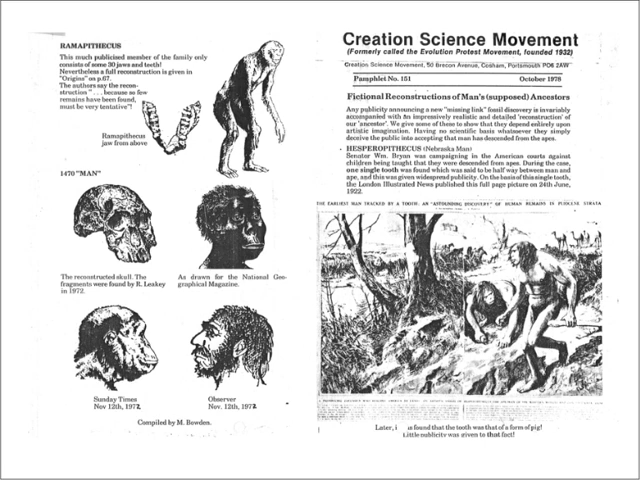 RAMAPITHECUS
This much publicised member of the family only
consists of some 30 jaws and teeth!
Nevertheless a full reconstruction is given in
"Origins" on p.67.
The authors say the recon-
struction " . . . because so few
remains have been found,
must be very tentative"!
Ramapithecus
jaw from above
1470 "MAN"
The reconstructed skull. The
fragments were found by R. Leakey
in 1972.
As drawn for the National Geo-
graphical Magazine.
Sunday Times
Nov 12th, 1972
Observer
Nov. 12th, 1972
Compiled by M. Bowden.
Creation Science Movement
(Formerly called the Evolution Protest Movement, founded 1932)
Creation Science Movement, 50 Brecon Avenue, Cosham, Portsmouth PO6 2AW
Pamphlet No. 151
October 1978
Fictional Reconstructions of Man's (supposed) Ancestors
Any publicity announcing a new "missing link" fossil discovery is invariably
accompanied with an impressively realistic and detailed 'reconstruction' of
our 'ancestor'. We give some of these to show that they depend entirely upon
artistic imagination. Having no scientific basis whatsoever they simply
deceive the public into accepting that man has descended from the apes.
HESPEROPITHECUS (Nebraska Man)
Senator Wm. Bryan was campaigning in the American courts against
children being taught that they were descended from apes. During the case,
one single tooth was found which was said to be half way between man and
ape, and this was given widespread publicity. On the basis of this single tooth,
the London Illustrated News published this full page picture on 24th June,
1922.
THE EARLIEST MAN TRACKED BY A TOOTH: AN "ASTOUNDING DISCOVERY" OF HUMAN REMAINS IN PLIOCENE STRATA
Later, i s found that the tooth was that of a form of pig!
Little publicity was given to that fact!